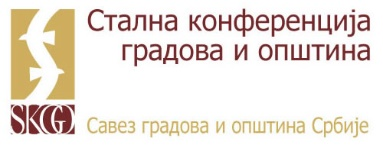 Стална конференција
градова и општина
SKGO
Савез градова и општина Србије